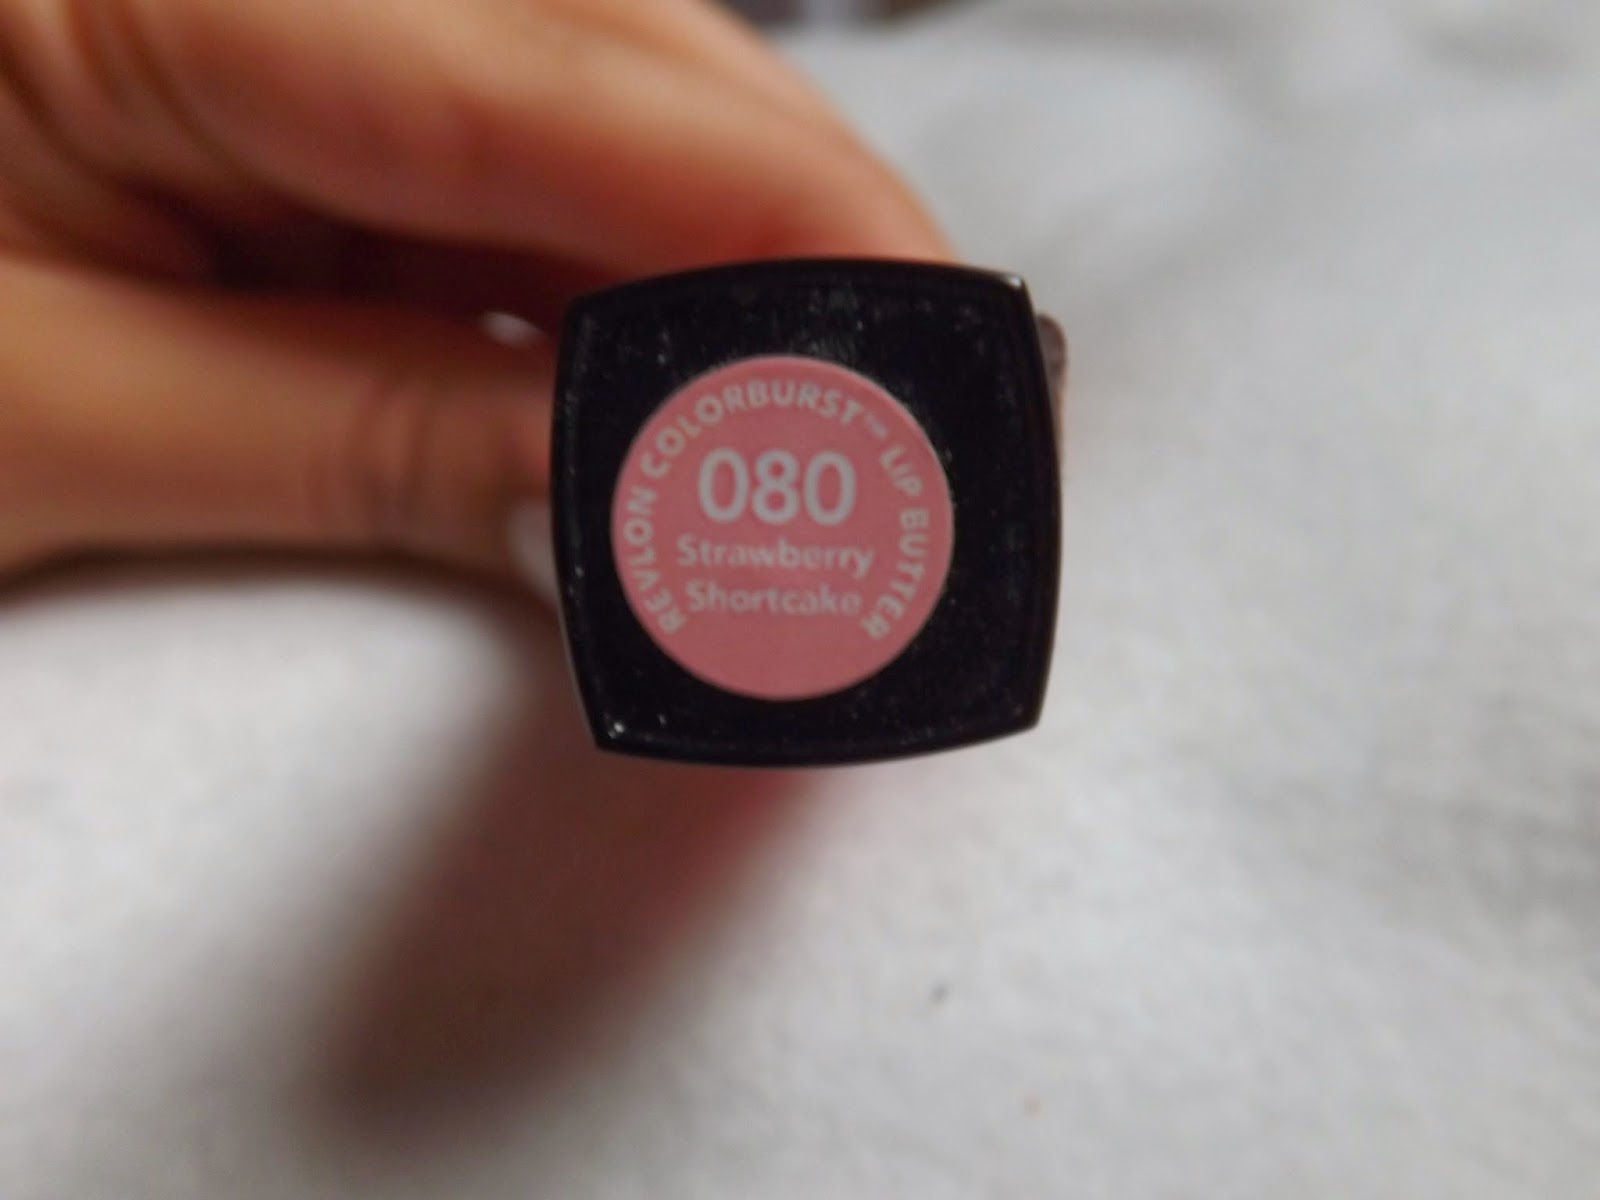 REVLON COLORBURST™ LIP BUTTER
080
Strawberry
Shortcake